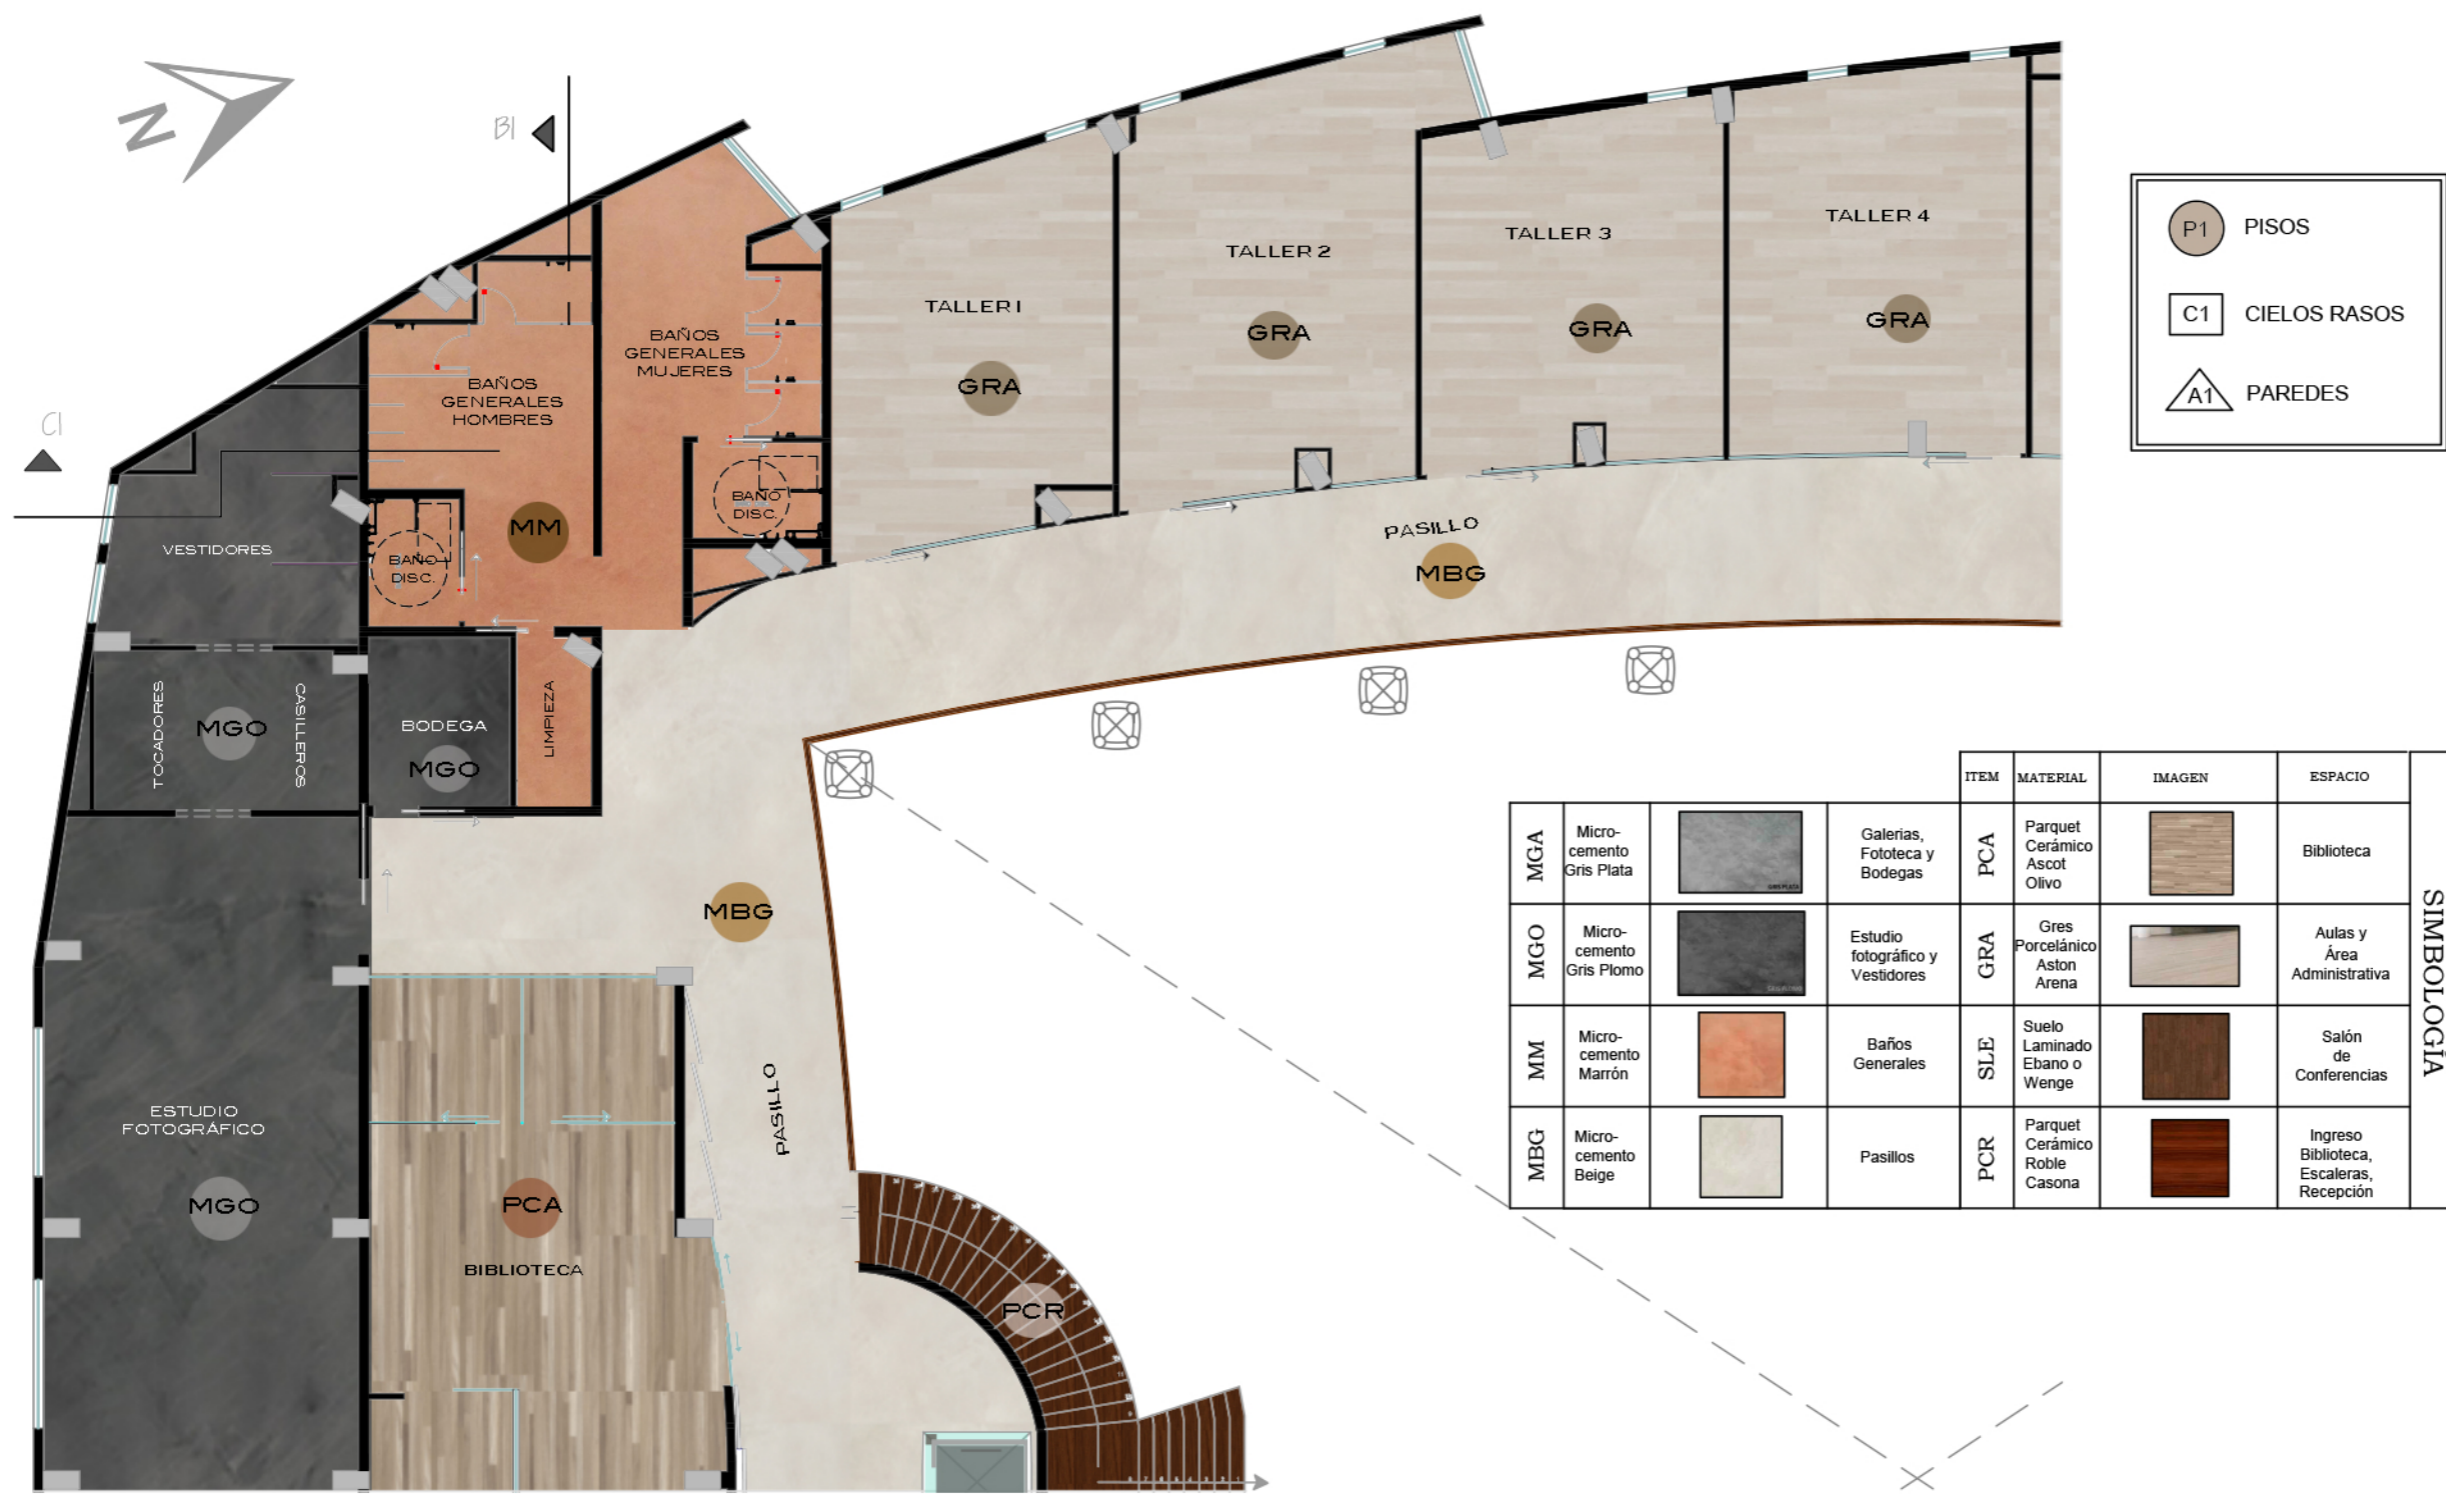 N
B1
C1
TALLER 1
GRA
TALLER 2
GRA
TALLER 3
GRA
TALLER 4
GRA
P1 PISOS
C1 CIELOS RASOS
A1 PAREDES
BAÑOS
GENERALES
MUJERES
BAÑOS
GENERALES
HOMBRES
BAÑO
DISC.
MM
BAÑO
DISC.
VESTIDORES
PASILLO
MBG
TOCADORES
MGO
CASILLEROS
BODEGA
MGO
LIMPIEZA
MBG
PASILLO
ESTUDIO
FOTOGRÁFICO
MGO
PCA
BIBLIOTECA
PCR
ITEM MATERIAL IMAGEN ESPACIO
SIMBOLOGÍA
MGA
Micro-
cemento
Gris Plata
GRIS PLATA
Galerias,
Fototeca y
Bodegas
PCA
Parquet
Cerámico
Ascot
Olivo
Biblioteca
MGO
Micro-
cemento
Gris Plomo
Estudio
fotográfico y
Vestidores
GRA
Gres
Porcelánico
Aston
Arena
Aulas y
Área
Administrativa
MM
Micro-
cemento
Marrón
Baños
Generales
SLE
Suelo
Laminado
Ebano o
Wenge
Salón
de
Conferencias
MBG
Micro-
cemento
Beige
Pasillos
PCR
Parquet
Cerámico
Roble
Casona
Ingreso
Biblioteca,
Escaleras,
Recepción